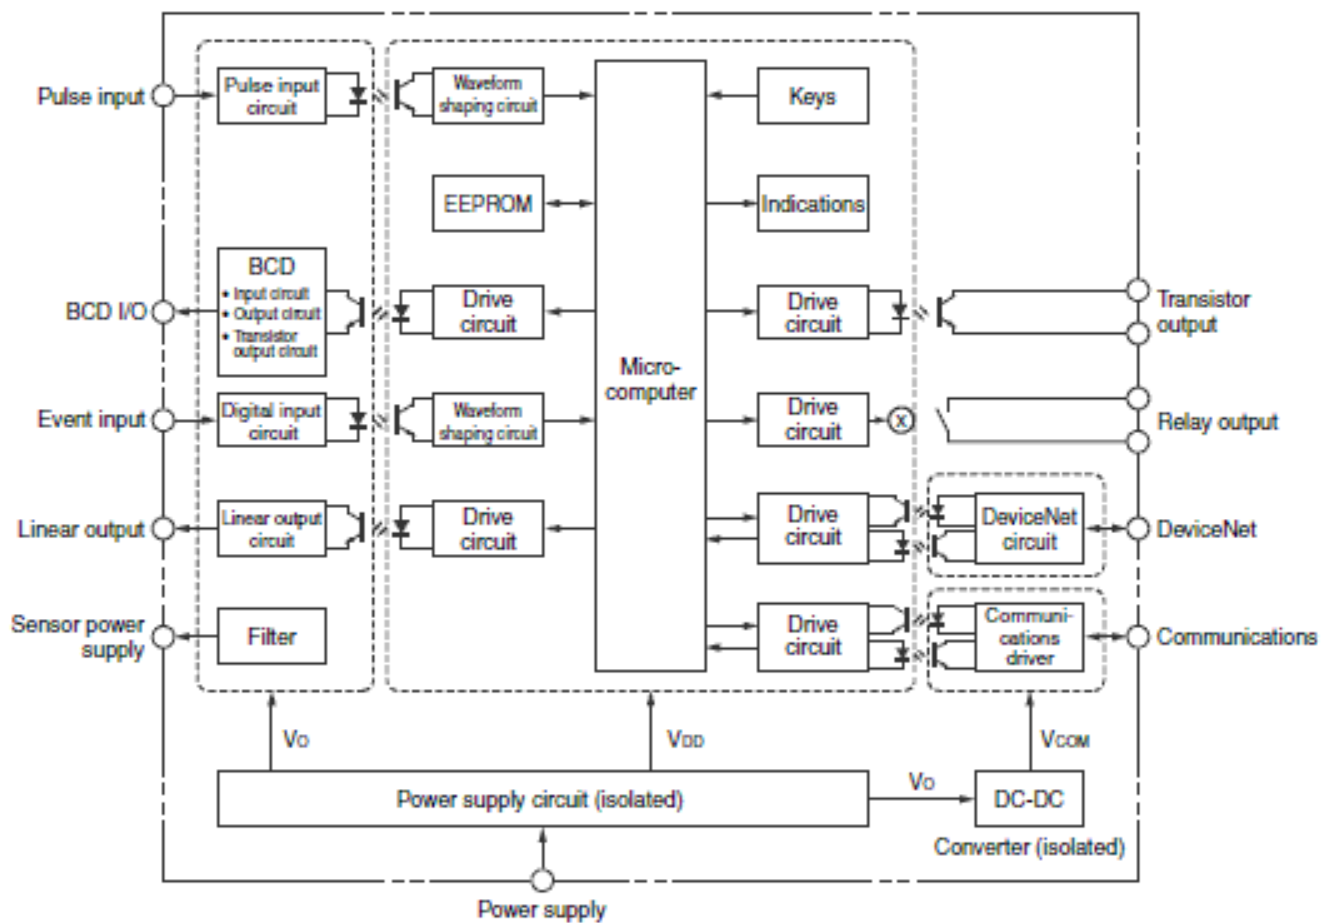 Pulse input
Pulse input
circuit
Waveform
shaping circuit
Keys
EEPROM
Indications
BCD I/O
BCD
• Input circuit
• Output circuit
• Transistor
output circuit
Drive
circuit
Micro-
computer
Drive
circuit
Transistor
output
Event input
Digital input
circuit
Waveform
shaping circuit
Drive
circuit
X
Relay output
Linear output
Linear output
circuit
Drive
circuit
Drive
circuit
DeviceNet
circuit
DeviceNet
Sensor power
supply
Filter
Drive
circuit
Communi-
cations
driver
Communications
VO
VDD
VCOM
Power supply circuit (isolated)
VO
DC-DC
Converter (isolated)
Power supply